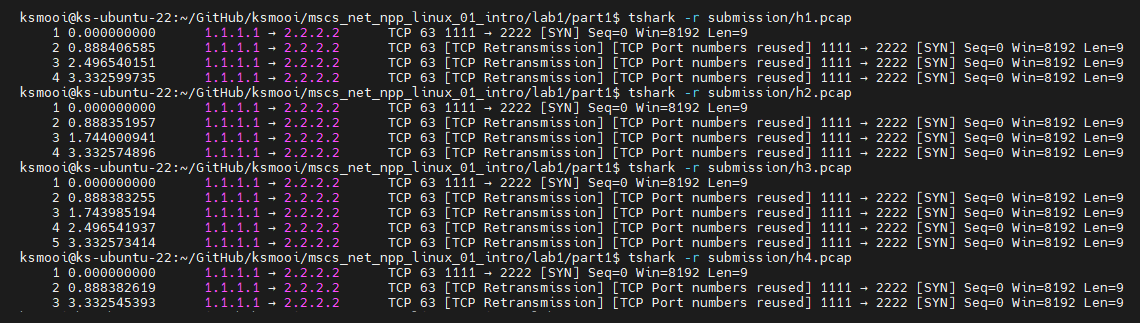 ksmooi@ks-ubuntu-22:~/GitHub/ksmooi/mscs_net_npp_linux_01_intro/lab1/part1$ tshark -r submission/h1.pcap
1 0.000000000 1.1.1.1 → 2.2.2.2 TCP 63 1111 → 2222 [SYN] Seq=0 Win=8192 Len=9
2 0.888406585 1.1.1.1 → 2.2.2.2 TCP 63 [TCP Retransmission] [TCP Port numbers reused] 1111 → 2222 [SYN] Seq=0 Win=8192 Len=9
3 2.496540151 1.1.1.1 → 2.2.2.2 TCP 63 [TCP Retransmission] [TCP Port numbers reused] 1111 → 2222 [SYN] Seq=0 Win=8192 Len=9
4 3.332599735 1.1.1.1 → 2.2.2.2 TCP 63 [TCP Retransmission] [TCP Port numbers reused] 1111 → 2222 [SYN] Seq=0 Win=8192 Len=9
ksmooi@ks-ubuntu-22:~/GitHub/ksmooi/mscs_net_npp_linux_01_intro/lab1/part1$ tshark -r submission/h2.pcap
1 0.000000000 1.1.1.1 → 2.2.2.2 TCP 63 1111 → 2222 [SYN] Seq=0 Win=8192 Len=9
2 0.888351957 1.1.1.1 → 2.2.2.2 TCP 63 [TCP Retransmission] [TCP Port numbers reused] 1111 → 2222 [SYN] Seq=0 Win=8192 Len=9
3 1.744000941 1.1.1.1 → 2.2.2.2 TCP 63 [TCP Retransmission] [TCP Port numbers reused] 1111 → 2222 [SYN] Seq=0 Win=8192 Len=9
4 3.332574896 1.1.1.1 → 2.2.2.2 TCP 63 [TCP Retransmission] [TCP Port numbers reused] 1111 → 2222 [SYN] Seq=0 Win=8192 Len=9
ksmooi@ks-ubuntu-22:~/GitHub/ksmooi/mscs_net_npp_linux_01_intro/lab1/part1$ tshark -r submission/h3.pcap
1 0.000000000 1.1.1.1 → 2.2.2.2 TCP 63 1111 → 2222 [SYN] Seq=0 Win=8192 Len=9
2 0.888383255 1.1.1.1 → 2.2.2.2 TCP 63 [TCP Retransmission] [TCP Port numbers reused] 1111 → 2222 [SYN] Seq=0 Win=8192 Len=9
3 1.743985194 1.1.1.1 → 2.2.2.2 TCP 63 [TCP Retransmission] [TCP Port numbers reused] 1111 → 2222 [SYN] Seq=0 Win=8192 Len=9
4 2.496541937 1.1.1.1 → 2.2.2.2 TCP 63 [TCP Retransmission] [TCP Port numbers reused] 1111 → 2222 [SYN] Seq=0 Win=8192 Len=9
5 3.332573414 1.1.1.1 → 2.2.2.2 TCP 63 [TCP Retransmission] [TCP Port numbers reused] 1111 → 2222 [SYN] Seq=0 Win=8192 Len=9
ksmooi@ks-ubuntu-22:~/GitHub/ksmooi/mscs_net_npp_linux_01_intro/lab1/part1$ tshark -r submission/h4.pcap
1 0.000000000 1.1.1.1 → 2.2.2.2 TCP 63 1111 → 2222 [SYN] Seq=0 Win=8192 Len=9
2 0.888382619 1.1.1.1 → 2.2.2.2 TCP 63 [TCP Retransmission] [TCP Port numbers reused] 1111 → 2222 [SYN] Seq=0 Win=8192 Len=9
3 3.332545393 1.1.1.1 → 2.2.2.2 TCP 63 [TCP Retransmission] [TCP Port numbers reused] 1111 → 2222 [SYN] Seq=0 Win=8192 Len=9